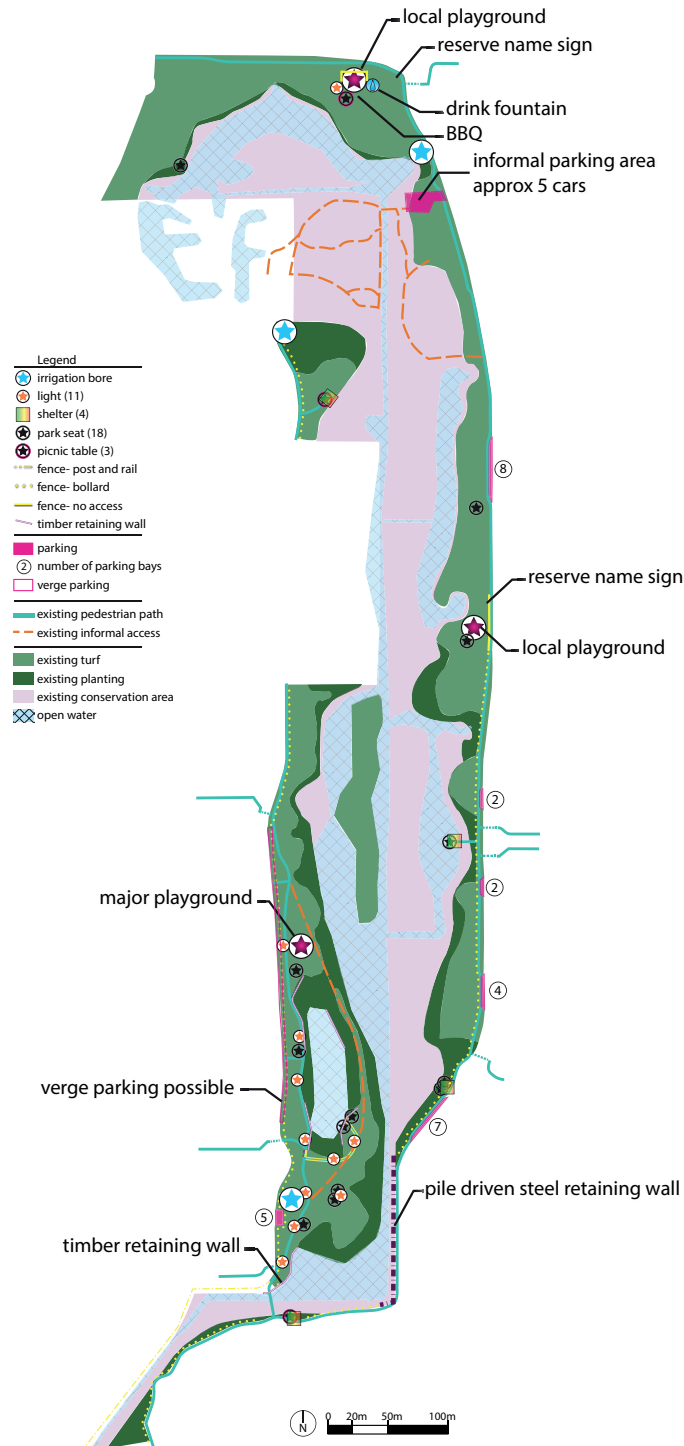 local playground
reserve name sign
drink fountain
BBQ
informal parking area
approx 5 cars
Legend
irrigation bore
light (11)
shelter (4)
park seat (18)
picnic table (3)
fence- post and rail
fence- bollard
fence- no access
timber retaining wall
parking
2 number of parking bays
verge parking
existing pedestrian path
existing informal access
existing turf
existing planting
existing conservation area
open water
8
reserve name sign
local playground
2
2
major playground
4
verge parking possible
7
pile driven steel retaining wall
5
timber retaining wall
N
0 20m 50m 100m